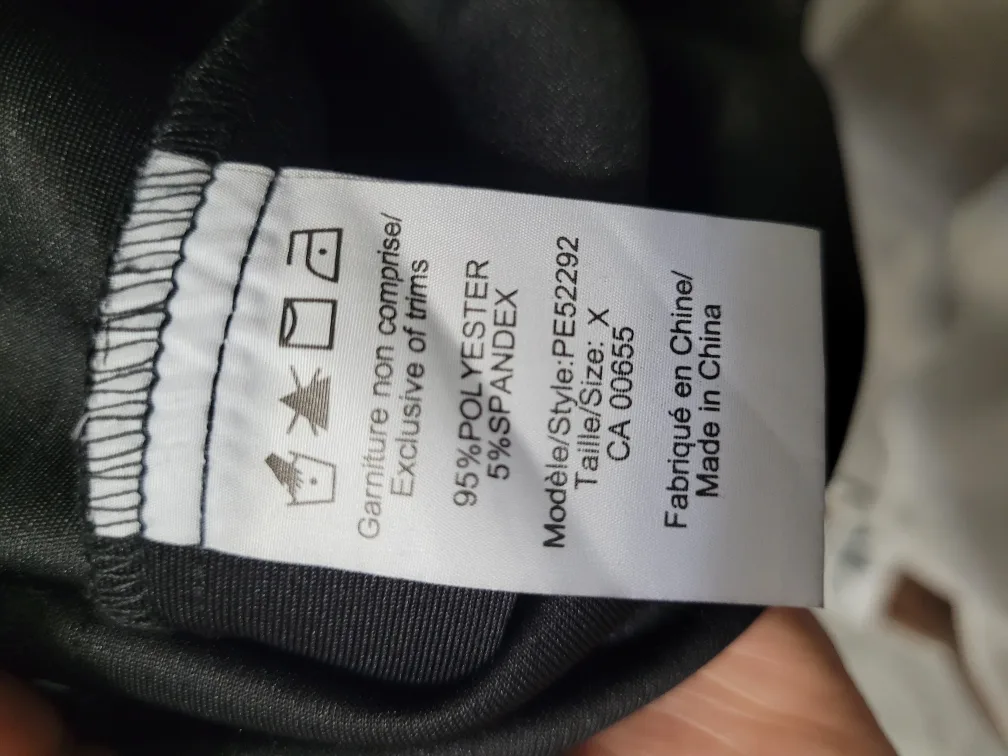 Garniture non comprise/
Exclusive of trims
95%POLYESTER
5%SPANDEX
Modèle/Style:PE52292
Taille/Size: X
CA 00655
Fabriqué en Chine/
Made in China